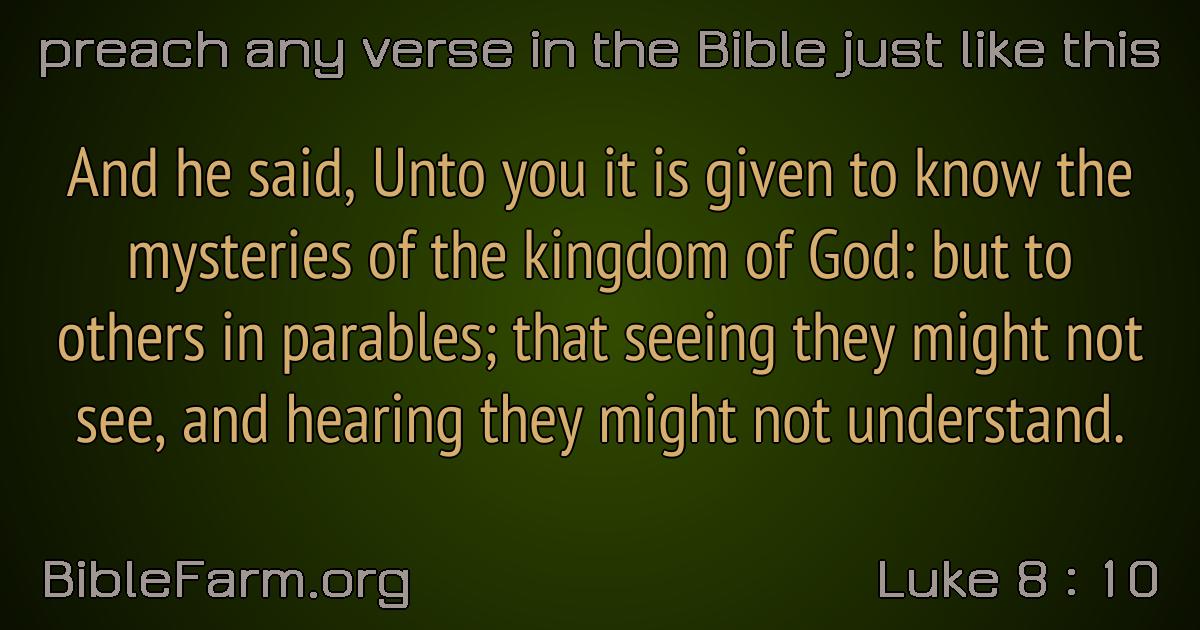 preach any verse in the Bible just like this
And he said, Unto you it is given to know the
mysteries of the kingdom of God: but to
others in parables; that seeing they might not
see, and hearing they might not understand.
BibleFarm.org
Luke 8 : 10